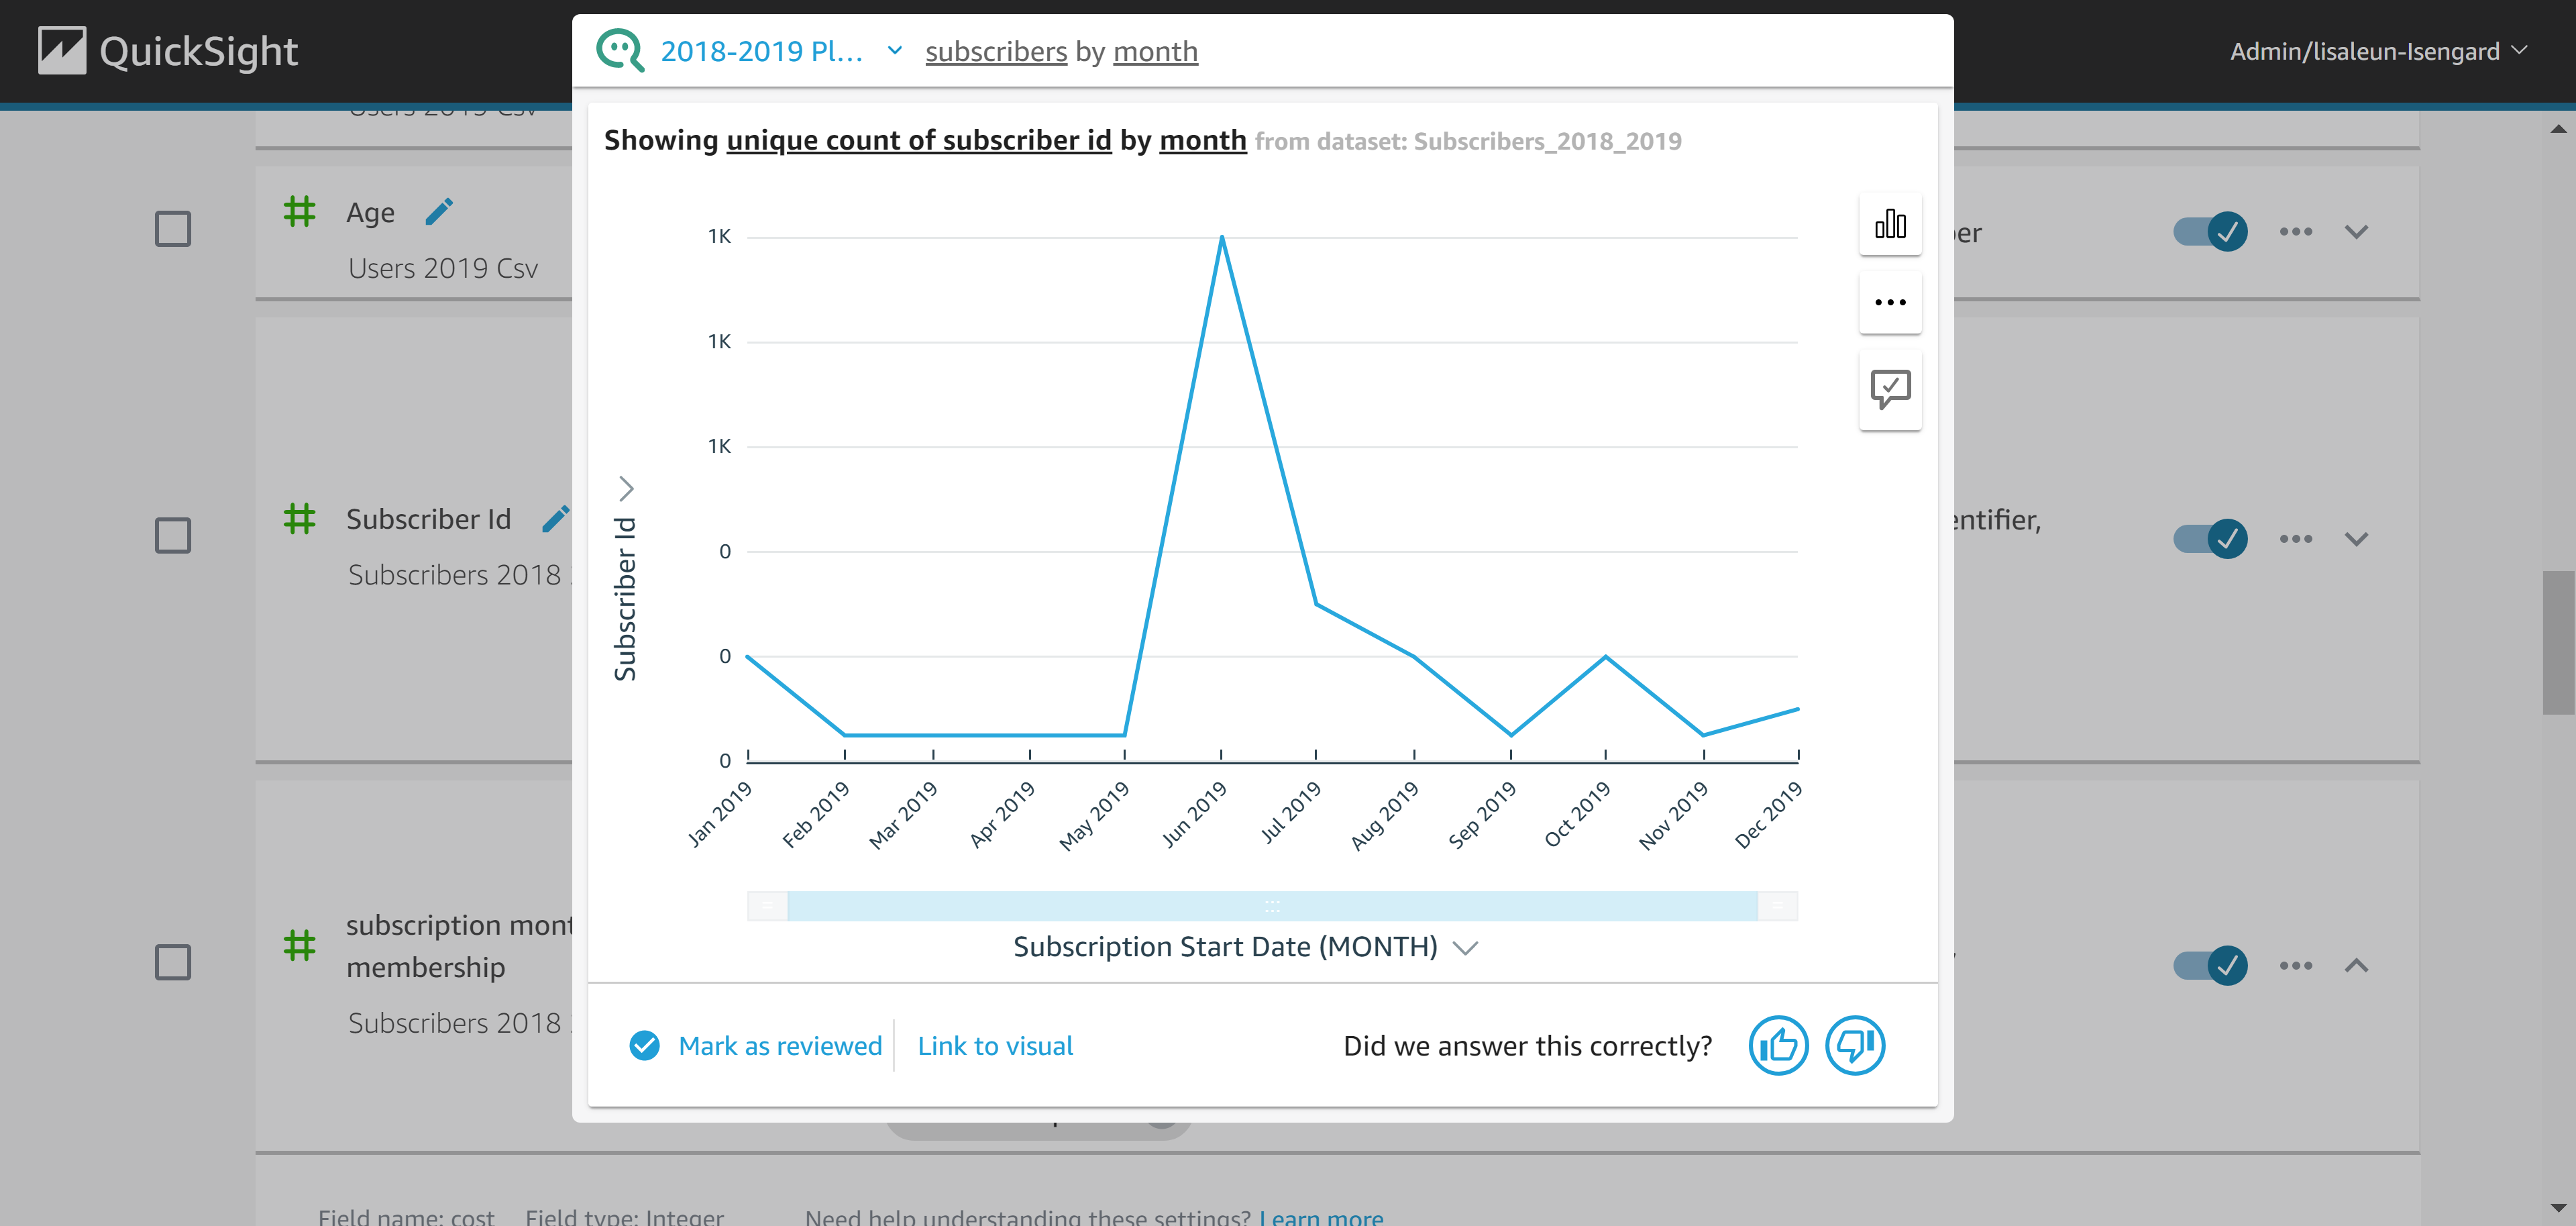 QuickSight
2018-2019 Pl... subscribers by month
Admin/lisaleun-Isengard
Showing unique count of subscriber id by month from dataset: Subscribers_2018_2019
Age
Users 2019 Csv
Subscriber Id
Subscribers 2018
entifier,
subscription mont
membership
Subscribers 2018
1K
1K
1K
0
0
0
Subscriber Id
Jan 2019
Feb 2019
Mar 2019
Apr 2019
May 2019
Jun 2019
Jul 2019
Aug 2019
Sep 2019
Oct 2019
Nov 2019
Dec 2019
Subscription Start Date (MONTH)
Mark as reviewed
Link to visual
Did we answer this correctly?
Field name: cost Field type: Integer Need help understanding these settings? Learn more